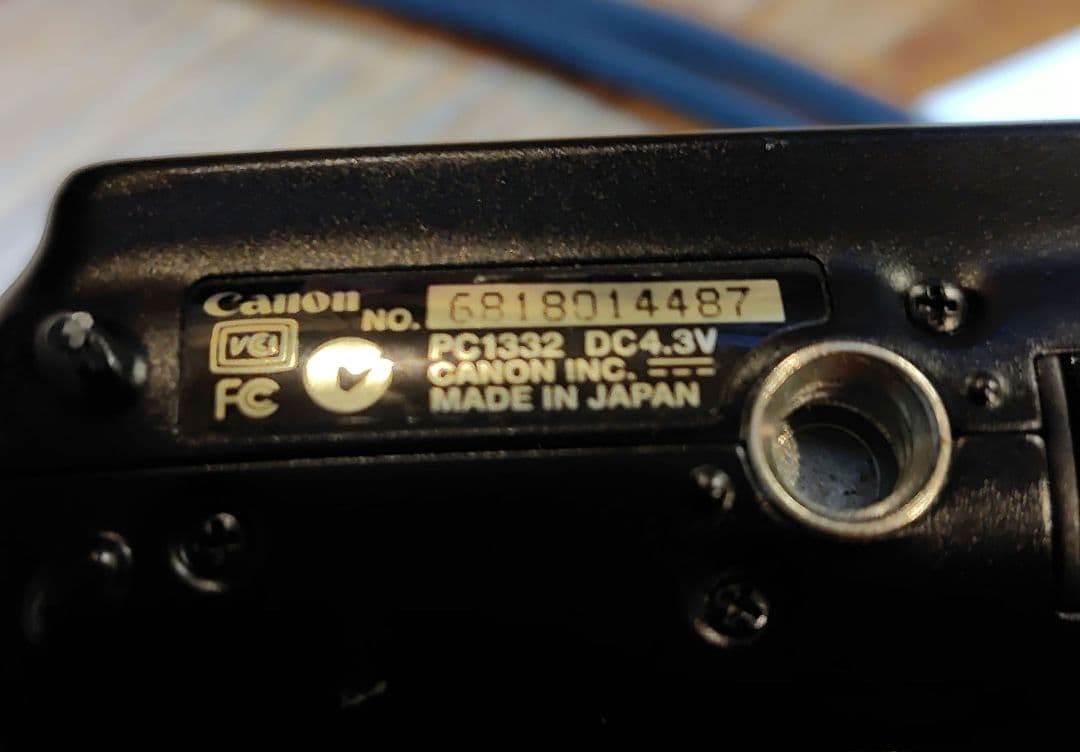 Canon
NO. 6818014487
VCI
FC
PC1332 DC4.3V
CANON INC.
MADE IN JAPAN